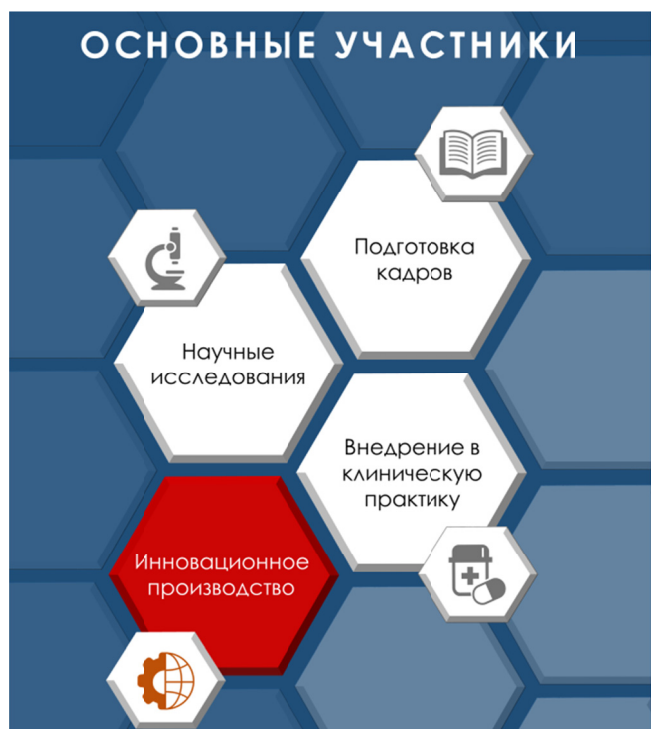 ОСНОВНЫЕ УЧАСТНИКИ
Подготовка
кадров
Научные
исследования
Внедрение в
клиническую
практику
Инновационное
производство